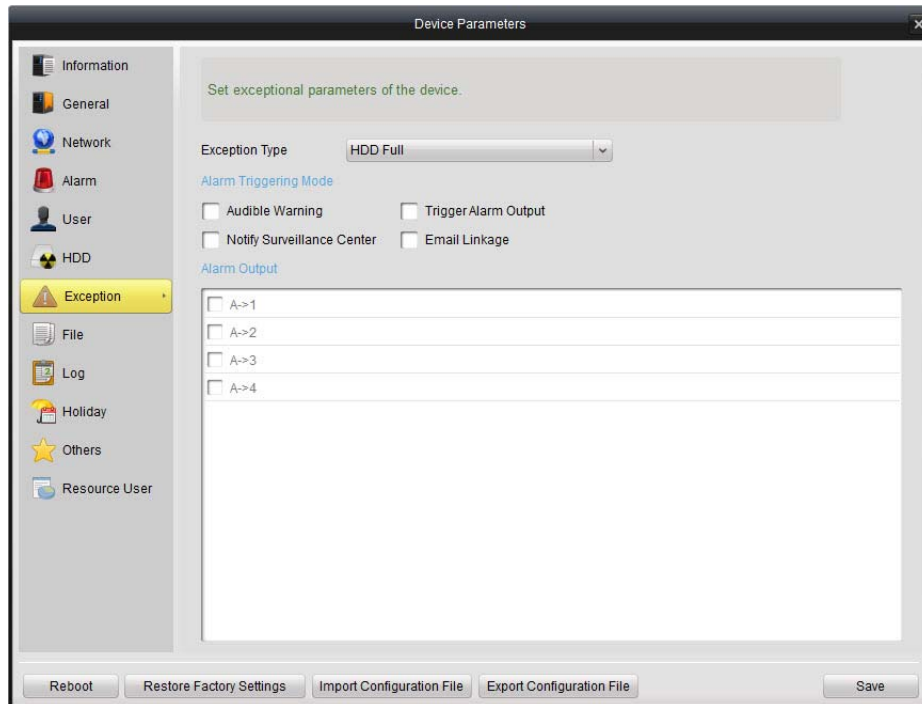 Device Parameters
Information
General
Network
Alarm
User
HDD
Exception
File
Log
Holiday
Others
Resource User
Set exceptional parameters of the device.
Exception Type HDD Full
Alarm Triggering Mode
Audible Warning Trigger Alarm Output
Notify Surveillance Center Email Linkage
Alarm Output
A->1
A->2
A->3
A->4
Reboot Restore Factory Settings Import Configuration File Export Configuration File Save